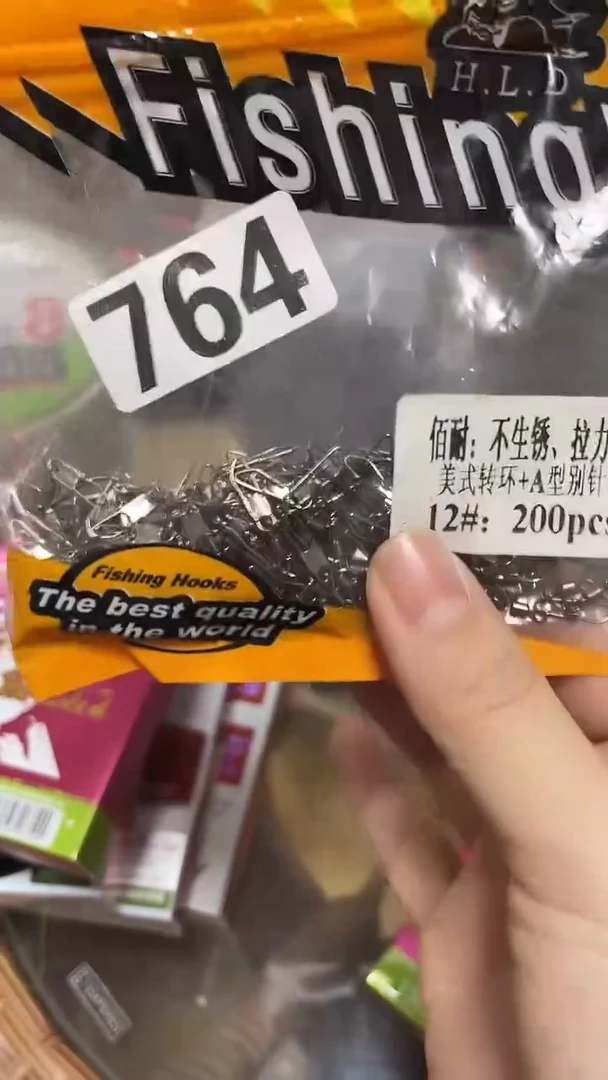 H.L.D
Fishing
764
佰耐：不生锈、拉力
美式转环+A型别针
12#：200pcs
Fishing Hooks
The best quality
in the world